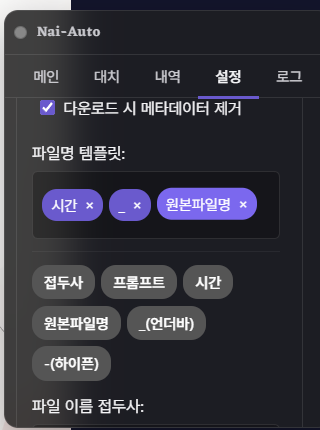 Nai-Auto
메인 대치 내역 설정 로그
다운로드 시 메타데이터 제거
파일명 템플릿:
시간 × _ × 원본파일명 ×
접두사 프롬프트 시간
원본파일명 _(언더바)
-(하이픈)
파일 이름 접두사: